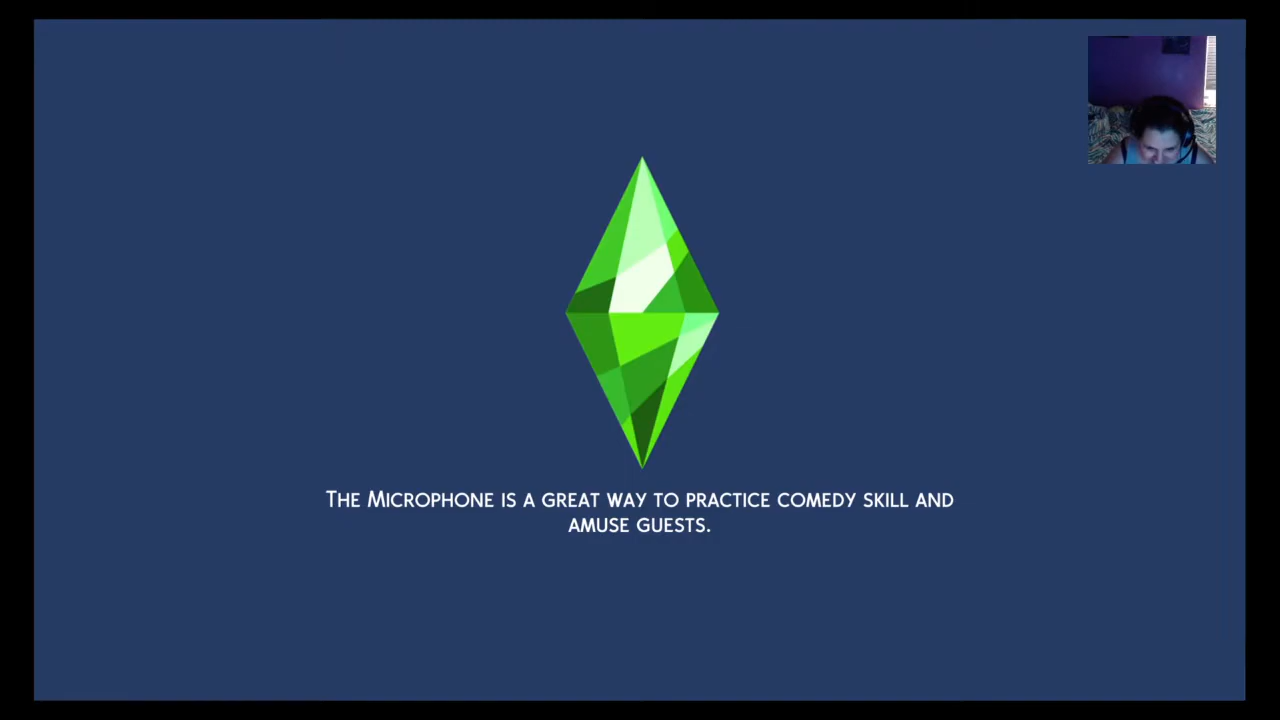 The Microphone is a great way to practice comedy skill and
amuse guests.